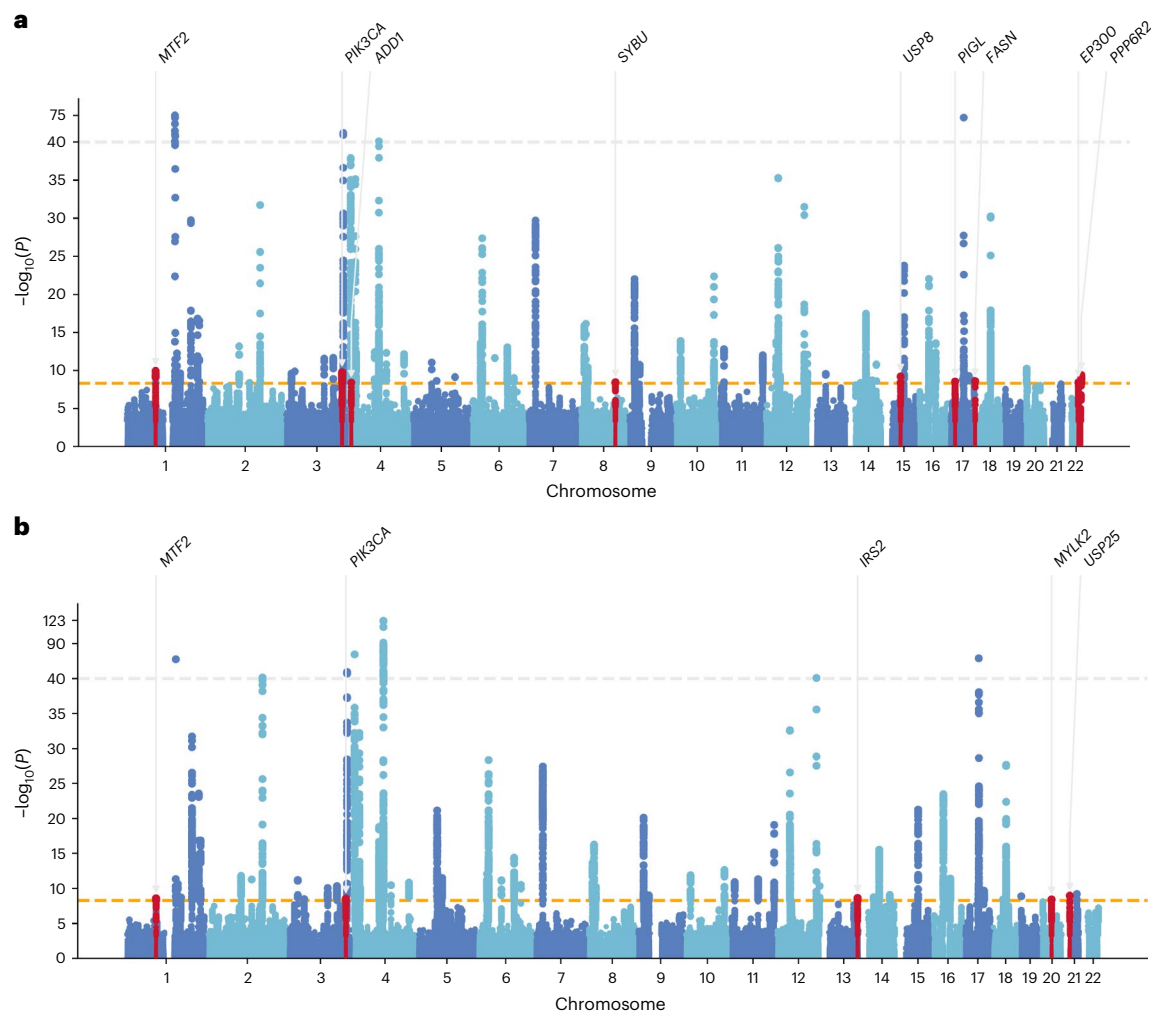 a
MTF2 PIK3CA ADD1 SYBU USP8 PIGL FASN EP300 PPP6R2
75
40
35
30
25
20
15
10
5
0
–log10(P)
1 2 3 4 5 6 7 8 9 10 11 12 13 14 15 16 17 18 19 20 21 22
Chromosome
b
MTF2 PIK3CA IRS2 MYLK2 USP25
123
90
40
35
30
25
20
15
10
5
0
–log10(P)
1 2 3 4 5 6 7 8 9 10 11 12 13 14 15 16 17 18 19 20 21 22
Chromosome